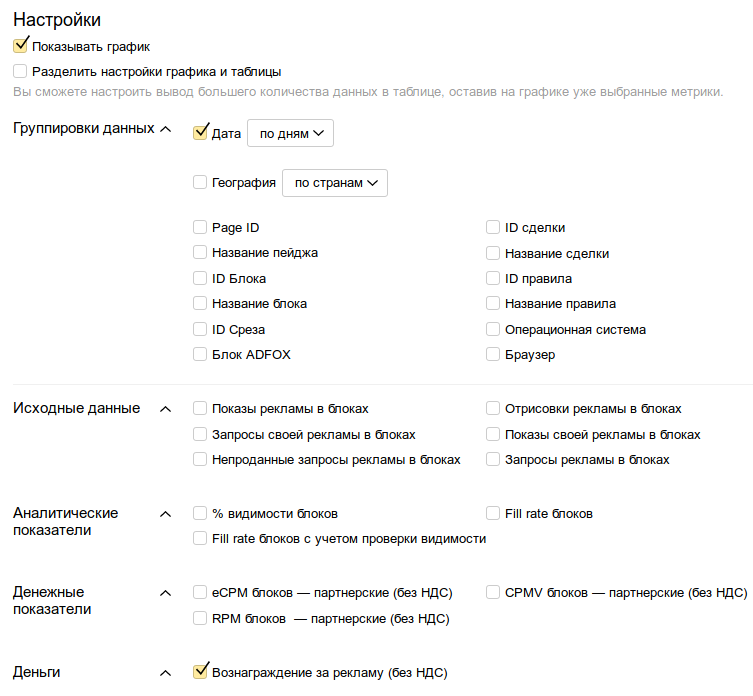 Настройки
Показывать график
Разделить настройки графика и таблицы
Вы сможете настроить вывод большего количества данных в таблице, оставив на графике уже выбранные метрики.
Группировки данных
Дата по дням
География по странам
Page ID ID сделки
Название пейджа Название сделки
ID Блока ID правила
Название блока Название правила
ID Среза Операционная система
Блок ADFOX Браузер
Исходные данные
Показы рекламы в блоках Отрисовки рекламы в блоках
Запросы своей рекламы в блоках Показы своей рекламы в блоках
Непроданные запросы рекламы в блоках Запросы рекламы в блоках
Аналитические
показатели
% видимости блоков Fill rate блоков
Fill rate блоков с учетом проверки видимости
Денежные
показатели
eCPM блоков — партнерские (без НДС) CPMV блоков — партнерские (без НДС)
RPM блоков — партнерские (без НДС)
Деньги
Вознаграждение за рекламу (без НДС)